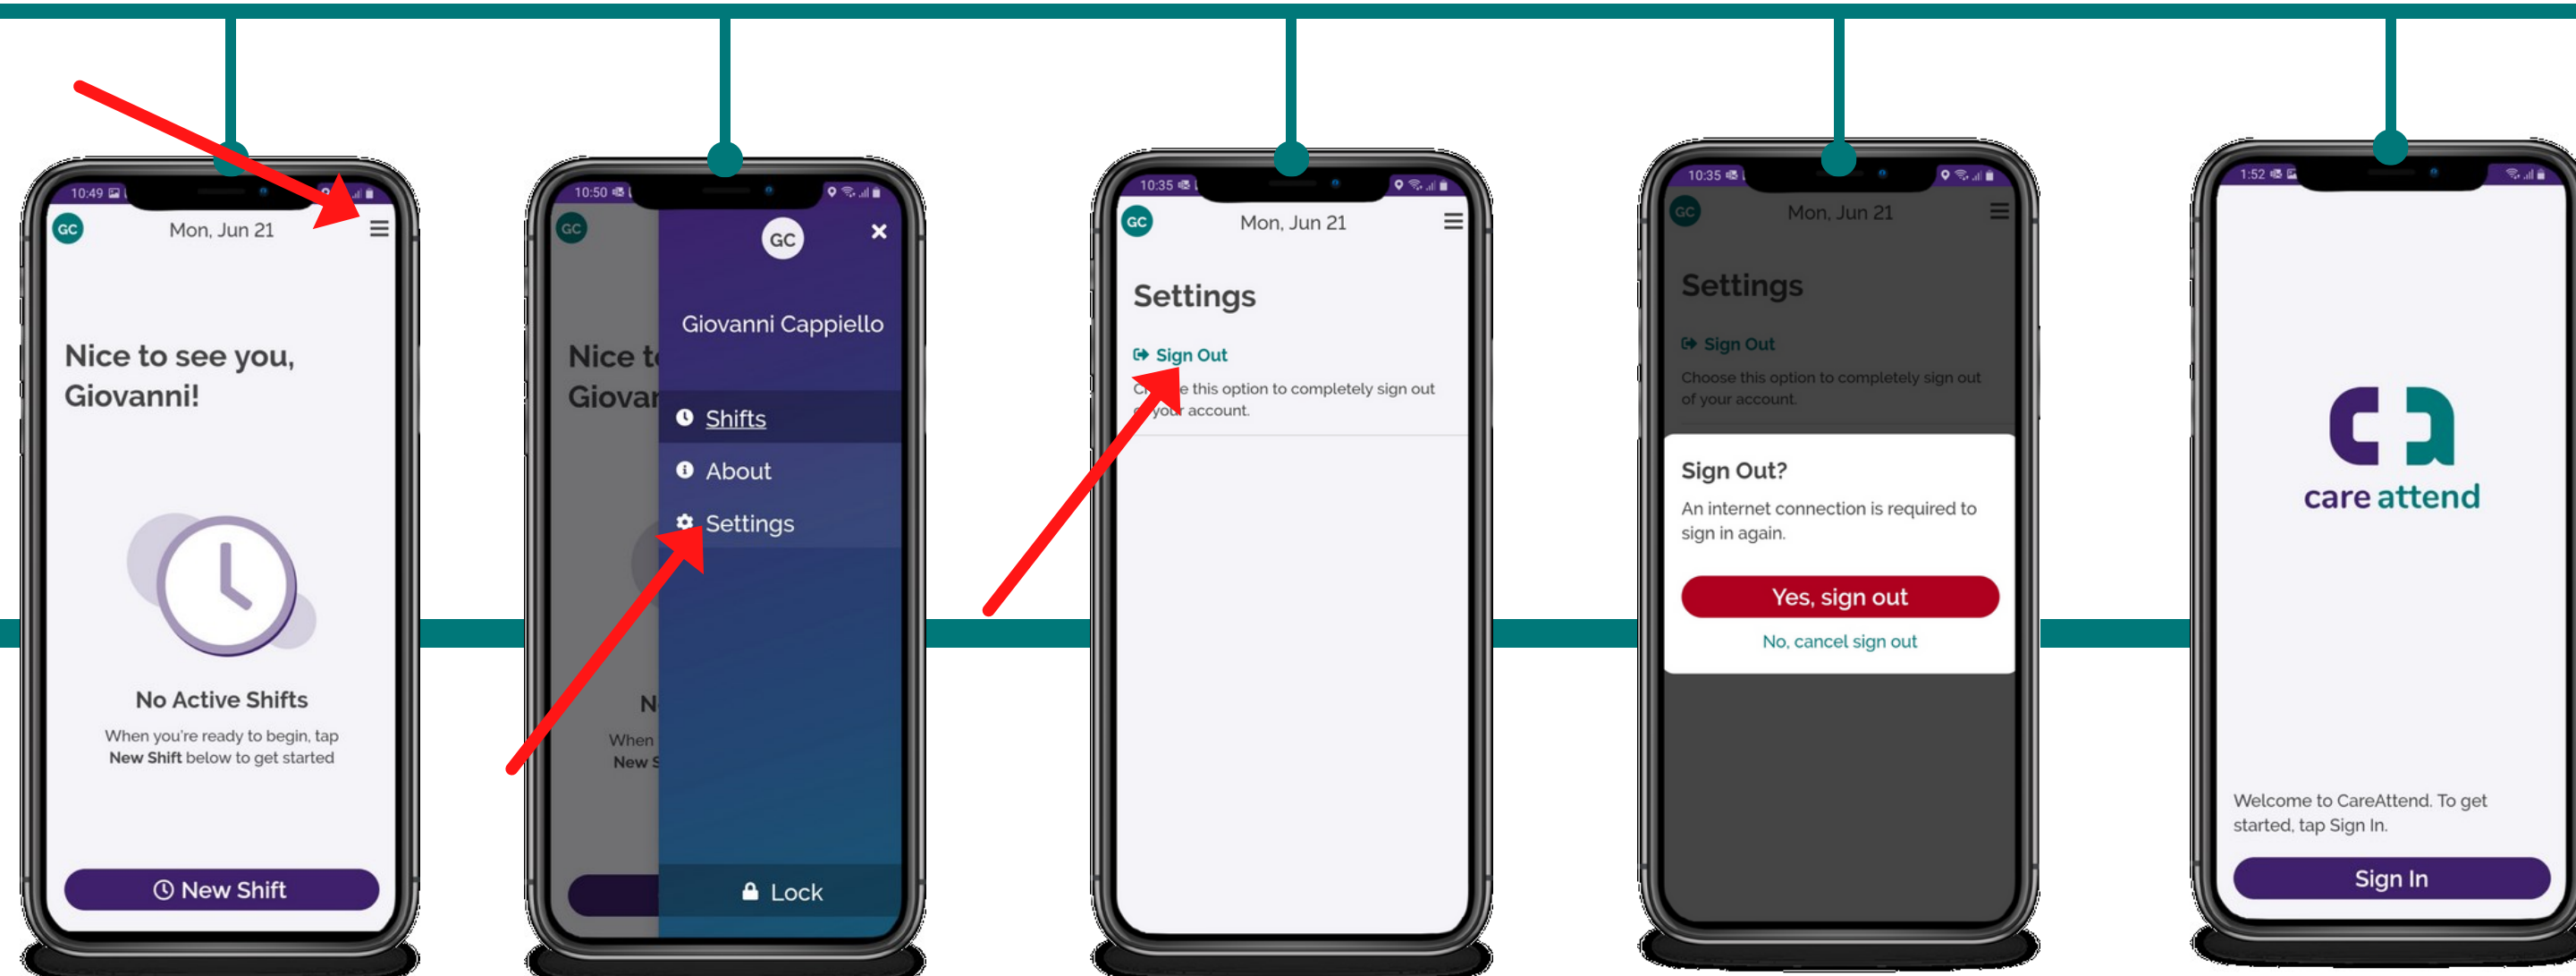 10:49
GC
Mon, Jun 21
Nice to see you,
Giovanni!
No Active Shifts
When you're ready to begin, tap
New Shift below to get started
New Shift
10:50
GC
GC
Giovanni Cappiello
Nice t
Giovar
Shifts
About
Settings
N
When
New S
Lock
10:35
GC
Mon, Jun 21
Settings
Sign Out
this option to completely sign out
your account.
10:35
GC
Mon, Jun 21
Settings
Sign Out
Choose this option to completely sign out
of your account.
Sign Out?
An internet connection is required to
sign in again.
Yes, sign out
No, cancel sign out
1:52
care attend
Welcome to CareAttend. To get
started, tap Sign In.
Sign In